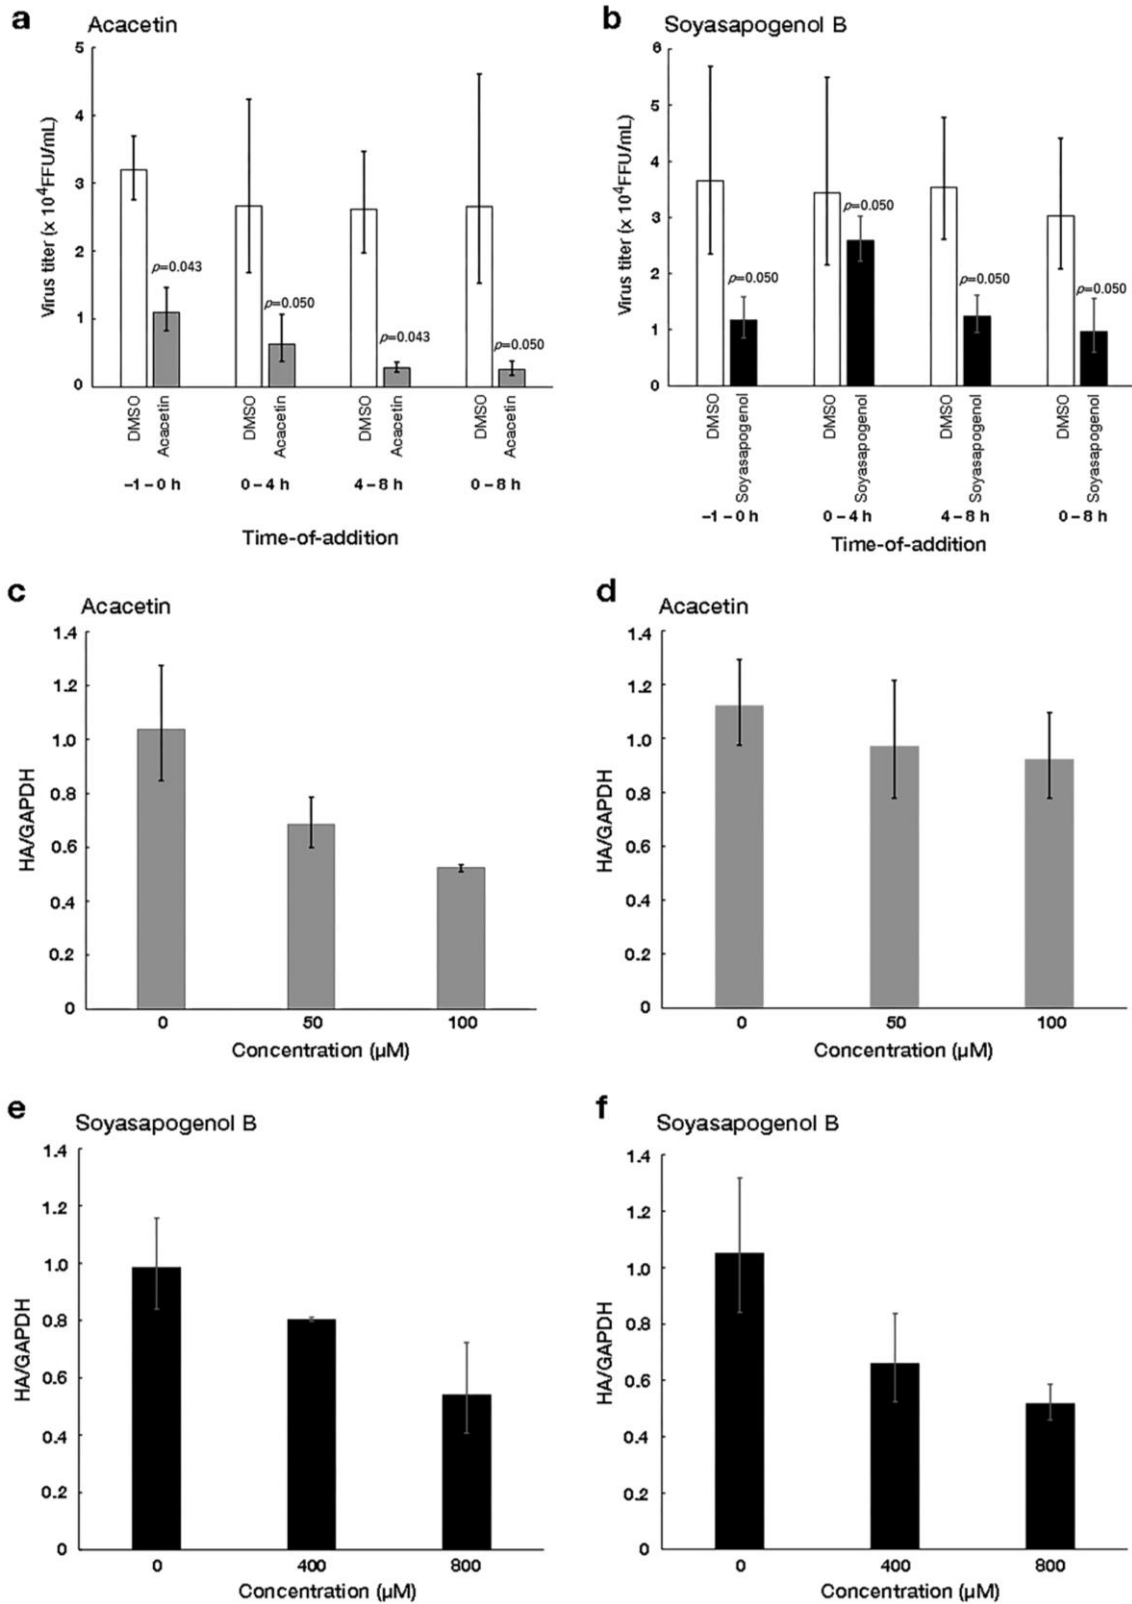 a
Acacetin
Virus titer (x 10⁴FFU/mL)
5
4
3
2
1
0
p=0.043
p=0.050
p=0.043
p=0.050
DMSO
Acacetin
DMSO
Acacetin
DMSO
Acacetin
DMSO
Acacetin
–1 – 0 h
0 – 4 h
4 – 8 h
0 – 8 h
Time-of-addition
b
Soyasapogenol B
Virus titer (x 10⁴FFU/mL)
6
5
4
3
2
1
0
p=0.050
p=0.050
p=0.050
p=0.050
DMSO
Soyasapogenol
DMSO
Soyasapogenol
DMSO
Soyasapogenol
DMSO
Soyasapogenol
–1 – 0 h
0 – 4 h
4 – 8 h
0 – 8 h
Time-of-addition
c
Acacetin
HA/GAPDH
1.4
1.2
1.0
0.8
0.6
0.4
0.2
0
0
50
100
Concentration (µM)
d
Acacetin
HA/GAPDH
1.4
1.2
1.0
0.8
0.6
0.4
0.2
0
0
50
100
Concentration (µM)
e
Soyasapogenol B
HA/GAPDH
1.4
1.2
1.0
0.8
0.6
0.4
0.2
0
0
400
800
Concentration (µM)
f
Soyasapogenol B
HA/GAPDH
1.4
1.2
1.0
0.8
0.6
0.4
0.2
0
0
400
800
Concentration (µM)